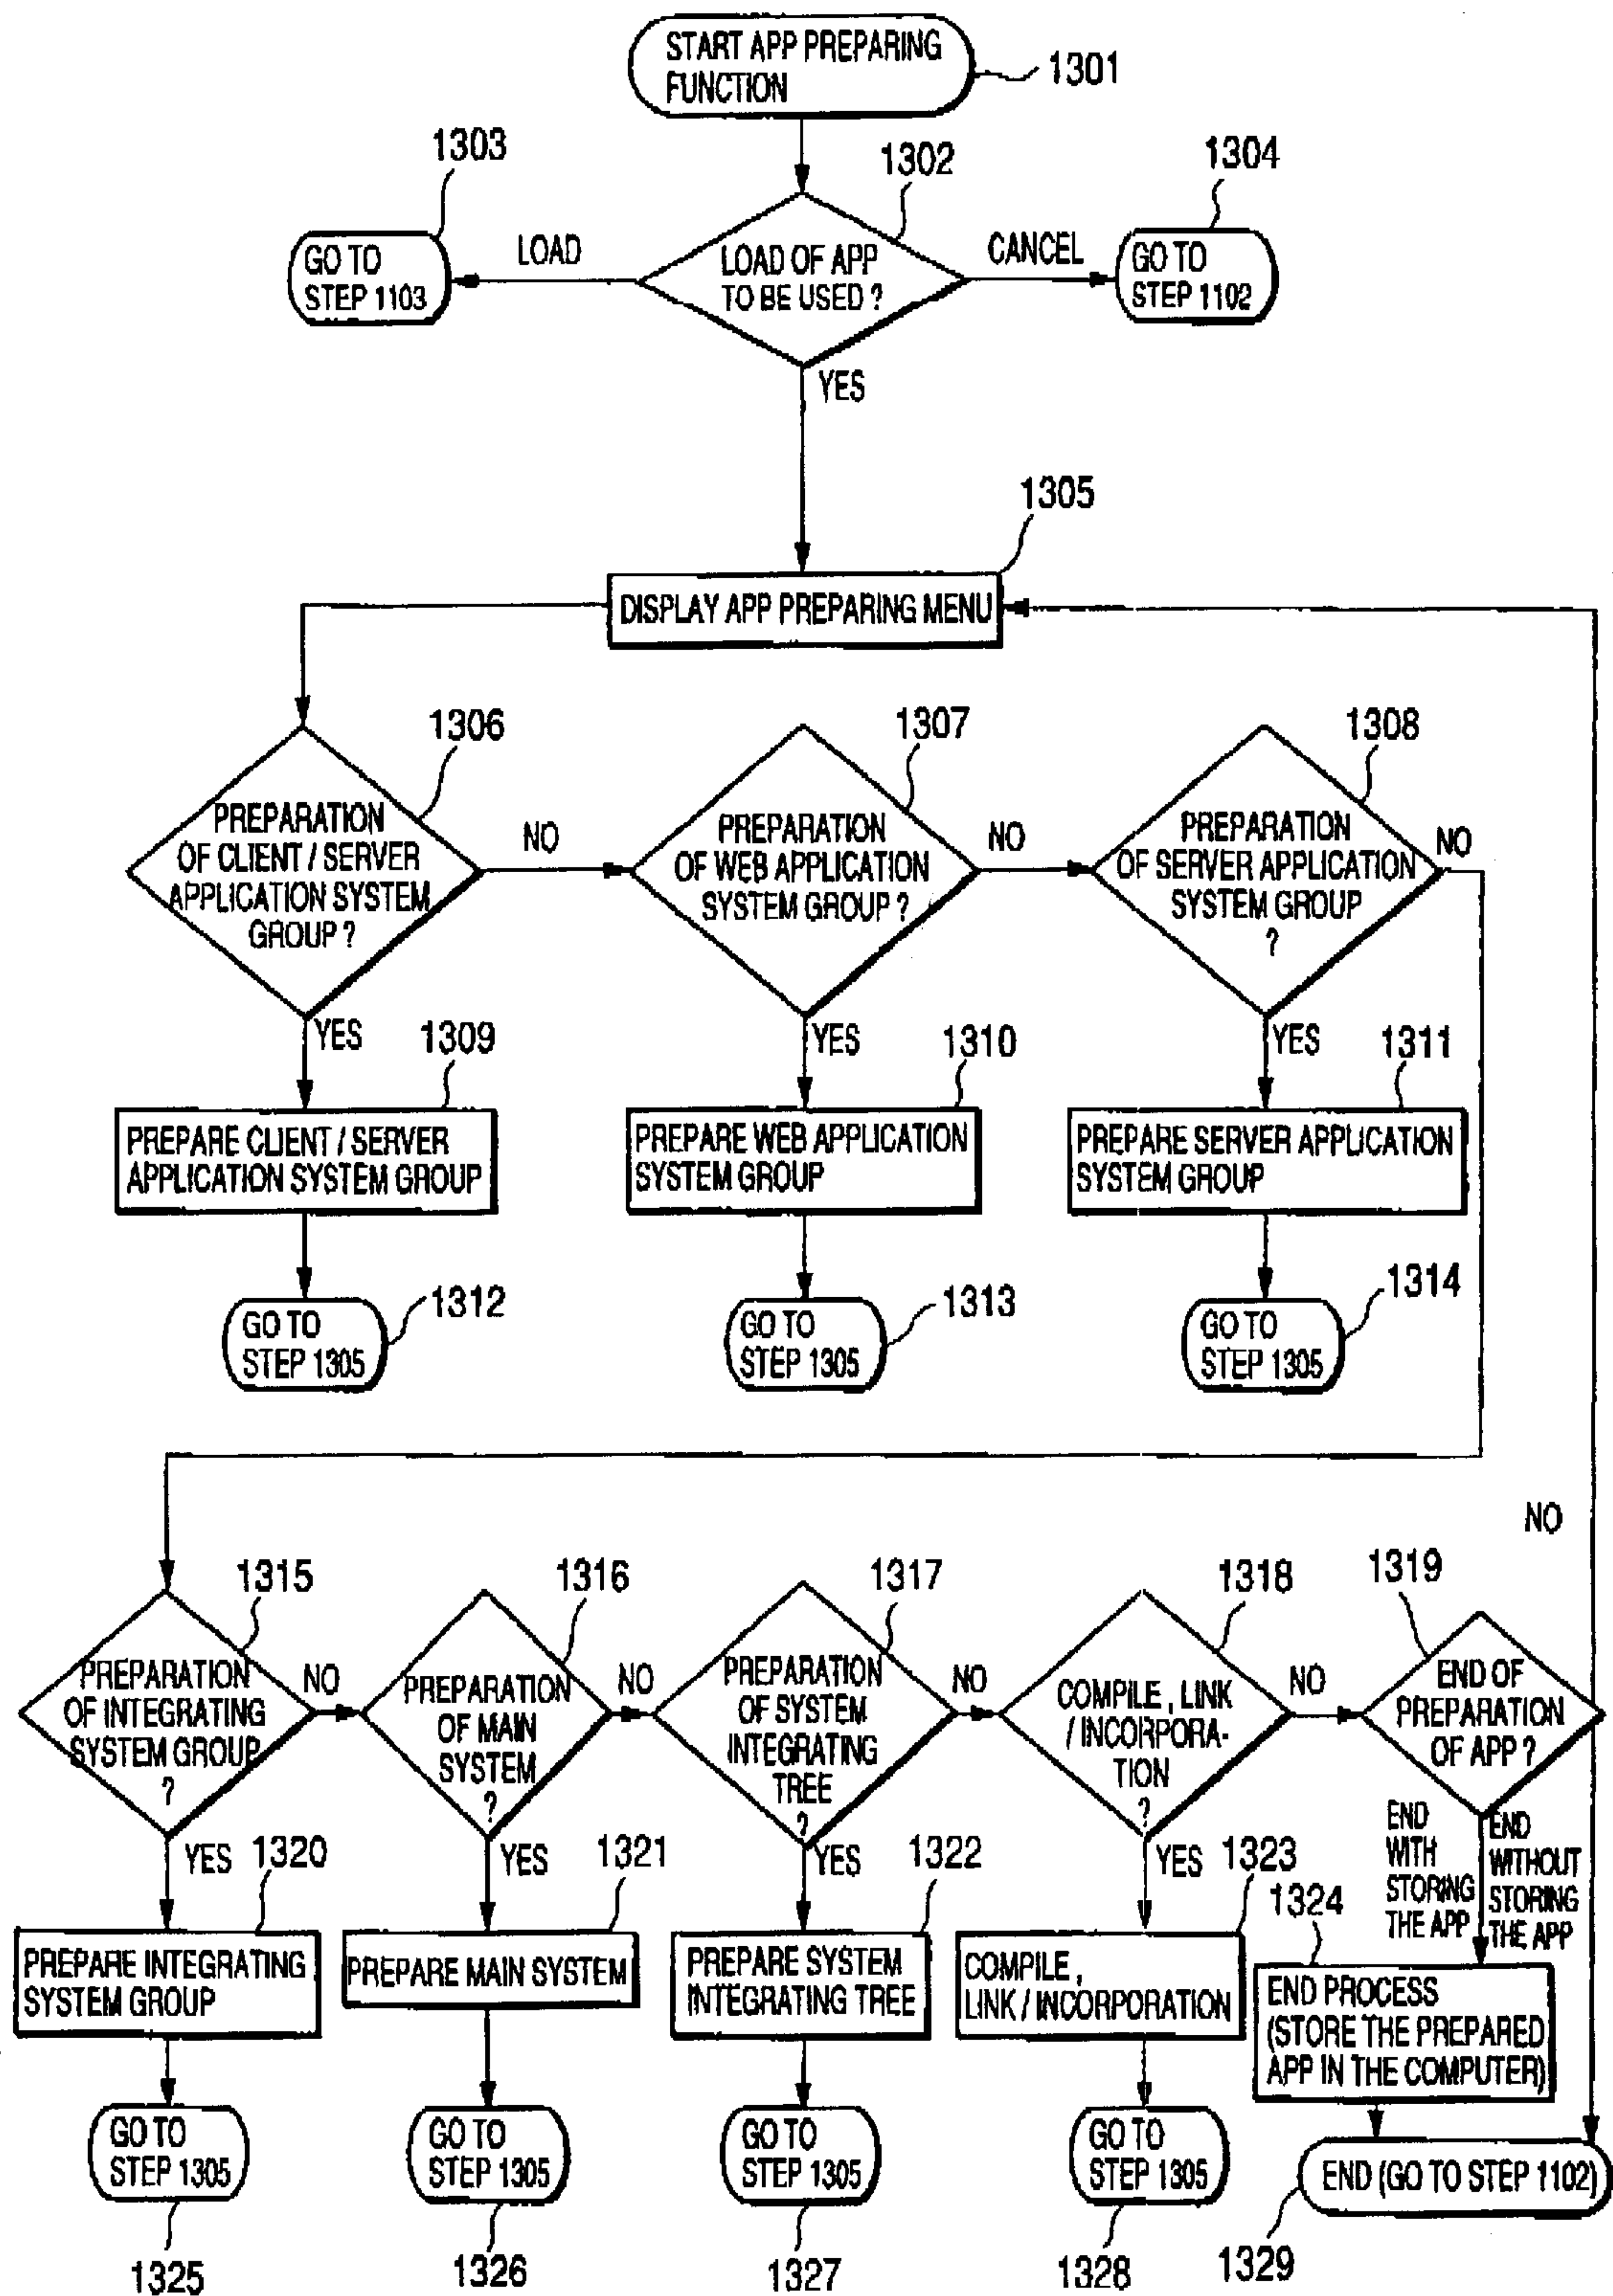 START APP PREPARING
FUNCTION
1301
1303
1302
1304
GO TO
STEP 1103
LOAD
LOAD OF APP
TO BE USED ?
CANCEL
GO TO
STEP 1102
YES
1305
DISPLAY APP PREPARING MENU
1306
1307
1308
PREPARATION
OF CLIENT / SERVER
APPLICATION SYSTEM
GROUP ?
NO
PREPARATION
OF WEB APPLICATION
SYSTEM GROUP ?
NO
PREPARATION
OF SERVER APPLICATION
SYSTEM GROUP
?
NO
YES
1309
YES
1310
YES
1311
PREPARE CLIENT / SERVER
APPLICATION SYSTEM GROUP
PREPARE WEB APPLICATION
SYSTEM GROUP
PREPARE SERVER APPLICATION
SYSTEM GROUP
GO TO
STEP 1305
1312
GO TO
STEP 1305
1313
GO TO
STEP 1305
1314
NO
1315
1316
1317
1318
1319
PREPARATION
OF INTEGRATING
SYSTEM GROUP
?
NO
PREPARATION
OF MAIN
SYSTEM
?
NO
PREPARATION
OF SYSTEM
INTEGRATING
TREE
?
NO
COMPILE , LINK
/ INCORPORA-
TION
?
NO
END OF
PREPARATION
OF APP ?
YES
1320
YES
1321
YES
1322
YES
1323
END
WITH
STORING
THE APP
END
WITHOUT
STORING
THE APP
1324
PREPARE INTEGRATING
SYSTEM GROUP
PREPARE MAIN SYSTEM
PREPARE SYSTEM
INTEGRATING TREE
COMPILE ,
LINK / INCORPORATION
END PROCESS
(STORE THE PREPARED
APP IN THE COMPUTER)
GO TO
STEP 1305
GO TO
STEP 1305
GO TO
STEP 1305
GO TO
STEP 1305
END (GO TO STEP 1102)
1325
1326
1327
1328
1329